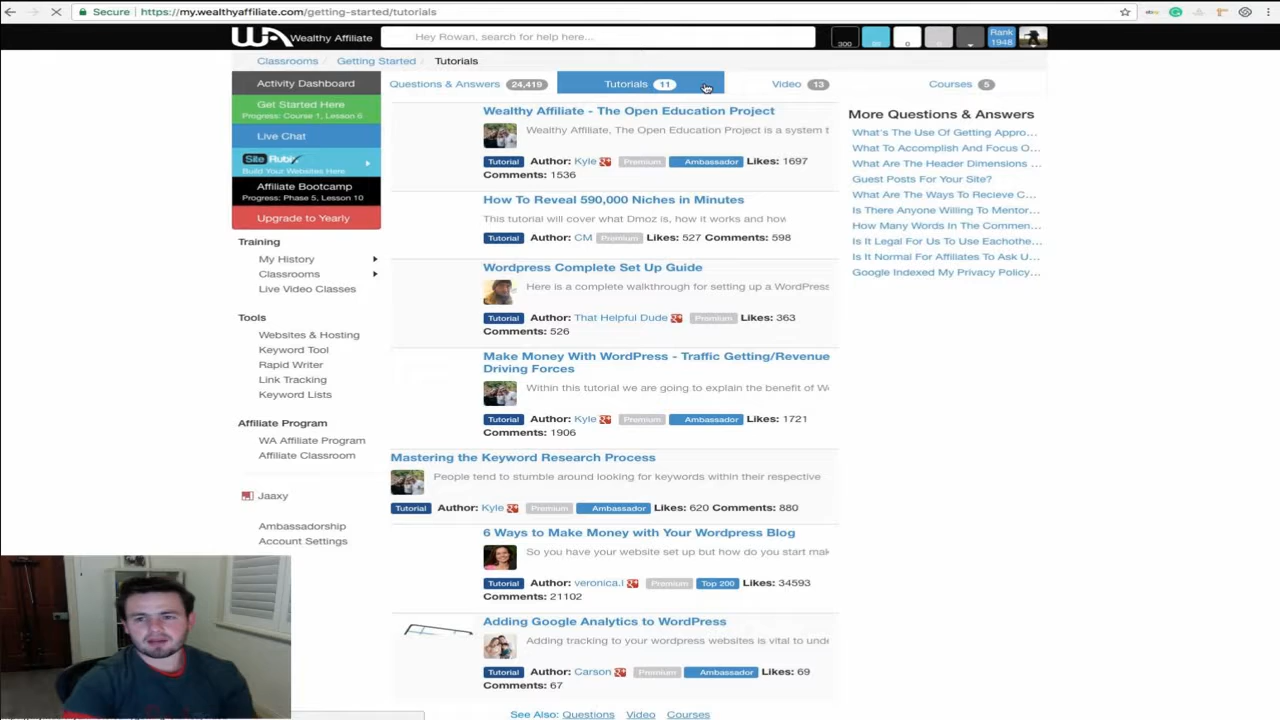 Secure
https://my.wealthyaffiliate.com/getting-started/tutorials
WA Wealthy Affiliate
Hey Rowan, search for help here...
300
0
Rank
1948
Classrooms / Getting Started / Tutorials
Activity Dashboard
Get Started Here
Progress: Course 1, Lesson 6
Live Chat
Site Rubix
Build Your Websites Here
Affiliate Bootcamp
Progress: Phase 5, Lesson 10
Upgrade to Yearly
Training
My History
Classrooms
Live Video Classes
Tools
Websites & Hosting
Keyword Tool
Rapid Writer
Link Tracking
Keyword Lists
Affiliate Program
WA Affiliate Program
Affiliate Classroom
Jaaxy
Ambassadorship
Account Settings
Questions & Answers 24,419
Tutorials 11
Video 13
Courses 5
Wealthy Affiliate - The Open Education Project
Wealthy Affiliate, The Open Education Project is a system t
Tutorial Author: Kyle Premium Ambassador Likes: 1697
Comments: 1536
How To Reveal 590,000 Niches in Minutes
This tutorial will cover what Dmoz is, how it works and how
Tutorial Author: CM Premium Likes: 527 Comments: 598
Wordpress Complete Set Up Guide
Here is a complete walkthrough for setting up a WordPress
Tutorial Author: That Helpful Dude Premium Likes: 363
Comments: 526
Make Money With WordPress - Traffic Getting/Revenue
Driving Forces
Within this tutorial we are going to explain the benefit of W
Tutorial Author: Kyle Premium Ambassador Likes: 1721
Comments: 1906
Mastering the Keyword Research Process
People tend to stumble around looking for keywords within their respective
Tutorial Author: Kyle Premium Ambassador Likes: 620 Comments: 880
6 Ways to Make Money with Your Wordpress Blog
So you have your website set up but how do you start mak
Tutorial Author: veronica.l Premium Top 200 Likes: 34593
Comments: 21102
Adding Google Analytics to WordPress
Adding tracking to your wordpress websites is vital to unde
Tutorial Author: Carson Premium Ambassador Likes: 69
Comments: 67
See Also: Questions Video Courses
More Questions & Answers
What`s The Use Of Getting Appro...
What To Accomplish And Focus O...
What Are The Header Dimensions ...
Guest Posts For Your Site?
What Are The Ways To Recieve C...
Is There Anyone Willing To Mentor...
How Many Words In The Commen...
Is It Legal For Us To Use Eachothe...
Is It Normal For Affiliates To Ask U...
Google Indexed My Privacy Policy...